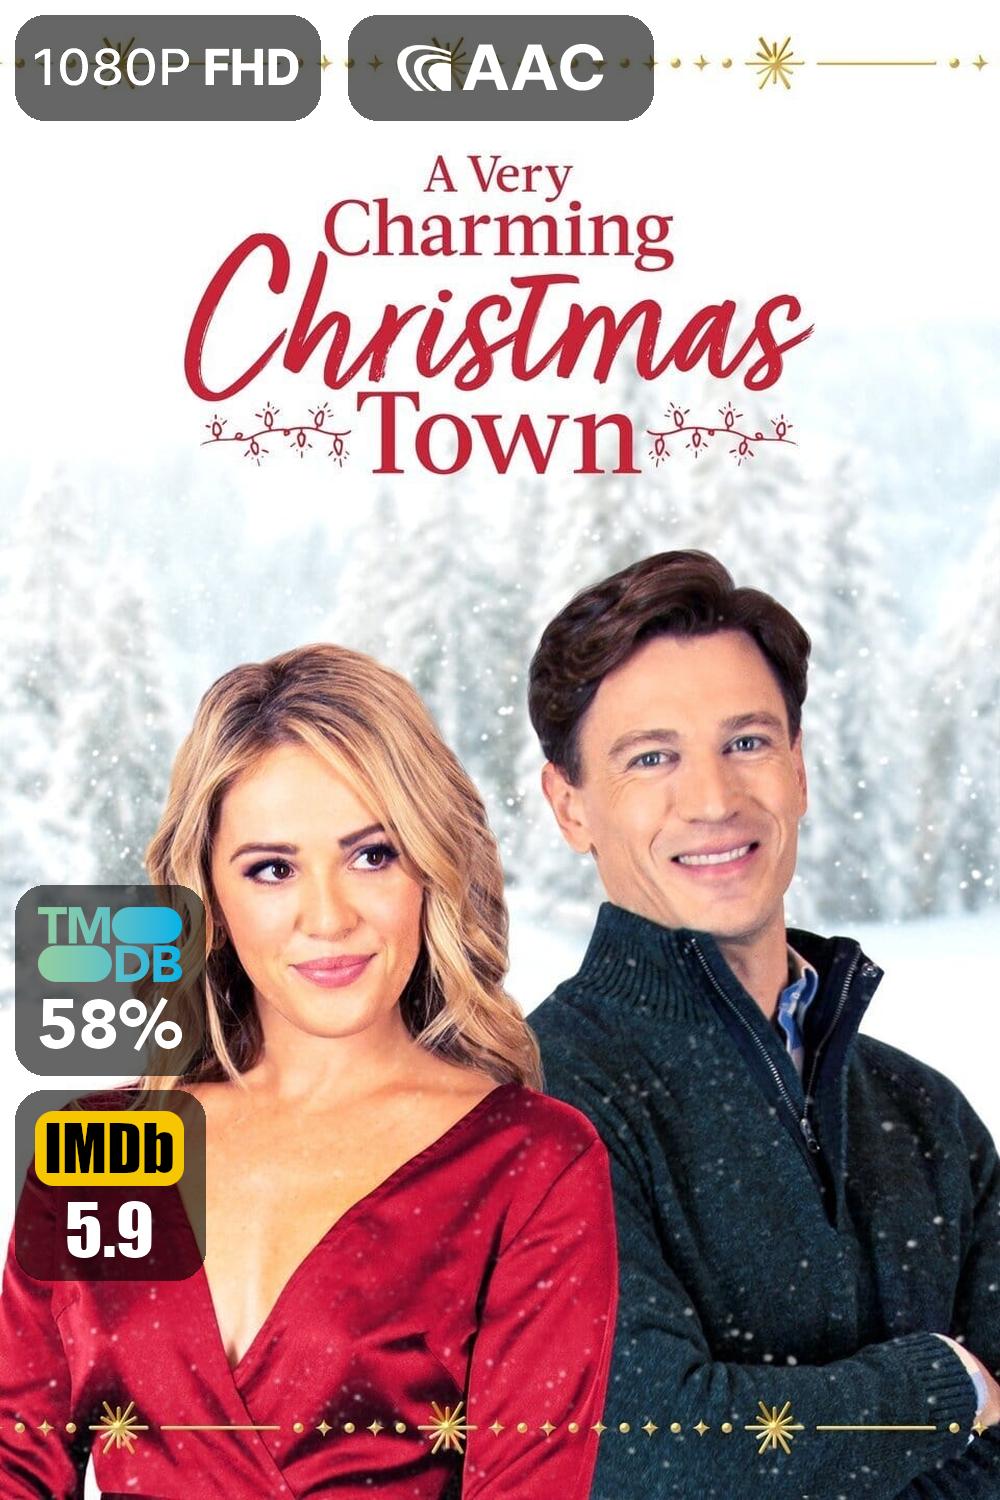 1080P FHD
AAC
A Very
Charming
Christmas
Town
TM
DB
58%
IMDb
5.9